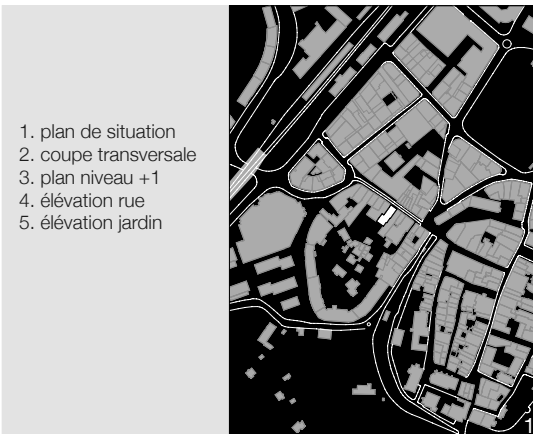 1. plan de situation
2. coupe transversale
3. plan niveau +1
4. élévation rue
5. élévation jardin
1